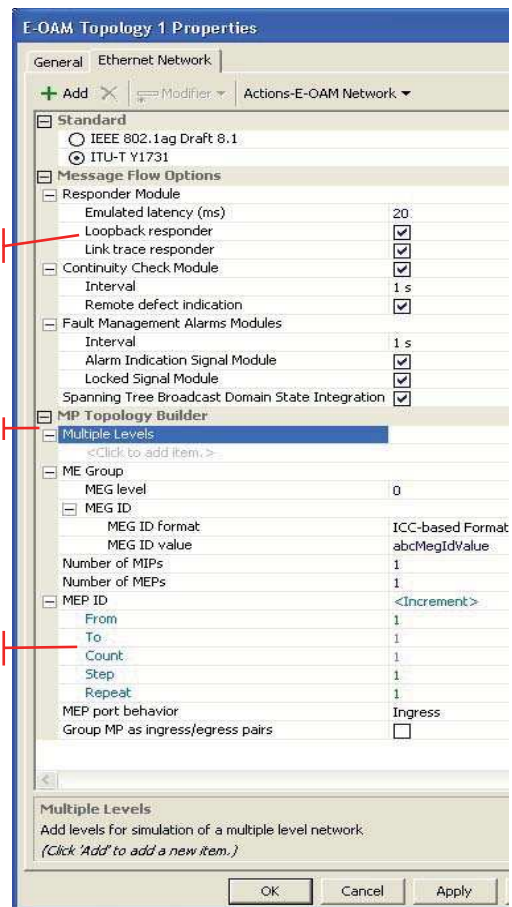 E-OAM Topology 1 Properties
General Ethernet Network
Add Modifier Actions-E-OAM Network
Standard
IEEE 802.1ag Draft 8.1
ITU-T Y1731
Message Flow Options
Responder Module
Emulated latency (ms) 20
Loopback responder
Link trace responder
Continuity Check Module
Interval 1 s
Remote defect indication
Fault Management Alarms Modules
Interval 1 s
Alarm Indication Signal Module
Locked Signal Module
Spanning Tree Broadcast Domain State Integration
MP Topology Builder
Multiple Levels
<Click to add item.>
ME Group
MEG level 0
MEG ID
MEG ID format ICC-based Format
MEG ID value abcMegIdValue
Number of MIPs 1
Number of MEPs 1
MEP ID <Increment>
From 1
To 1
Count 1
Step 1
Repeat 1
MEP port behavior Ingress
Group MP as ingress/egress pairs
Multiple Levels
Add levels for simulation of a multiple level network
(Click 'Add' to add a new item.)
OK Cancel Apply